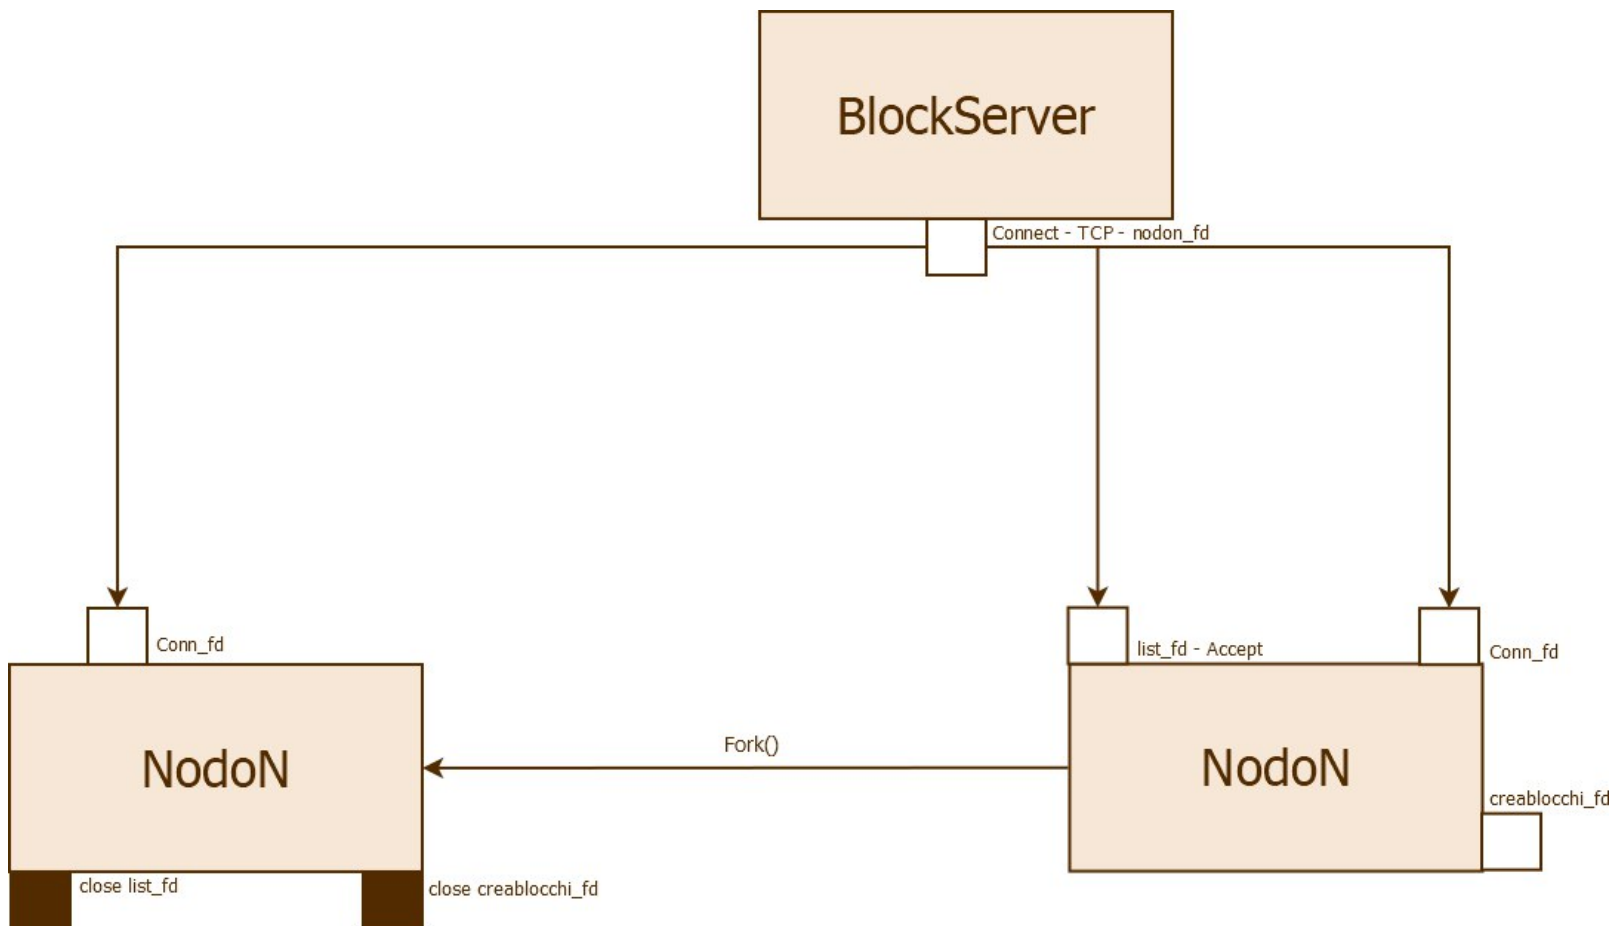 BlockServer
Connect - TCP - nodon_fd
Conn_fd
list_fd - Accept
Conn_fd
Fork()
NodoN
NodoN
creablocchi_fd
close list_fd
close creablocchi_fd